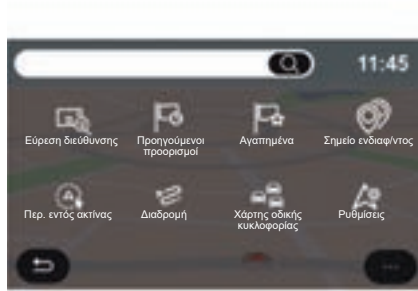 11:45
Εύρεση διεύθυνσης
Προηγούμενοι
προορισμοί
Αγαπημένα
Σημείο ενδιαφ/ντος
Περ. εντός ακτίνας
Διαδρομή
Χάρτης οδικής
κυκλοφορίας
Ρυθμίσεις